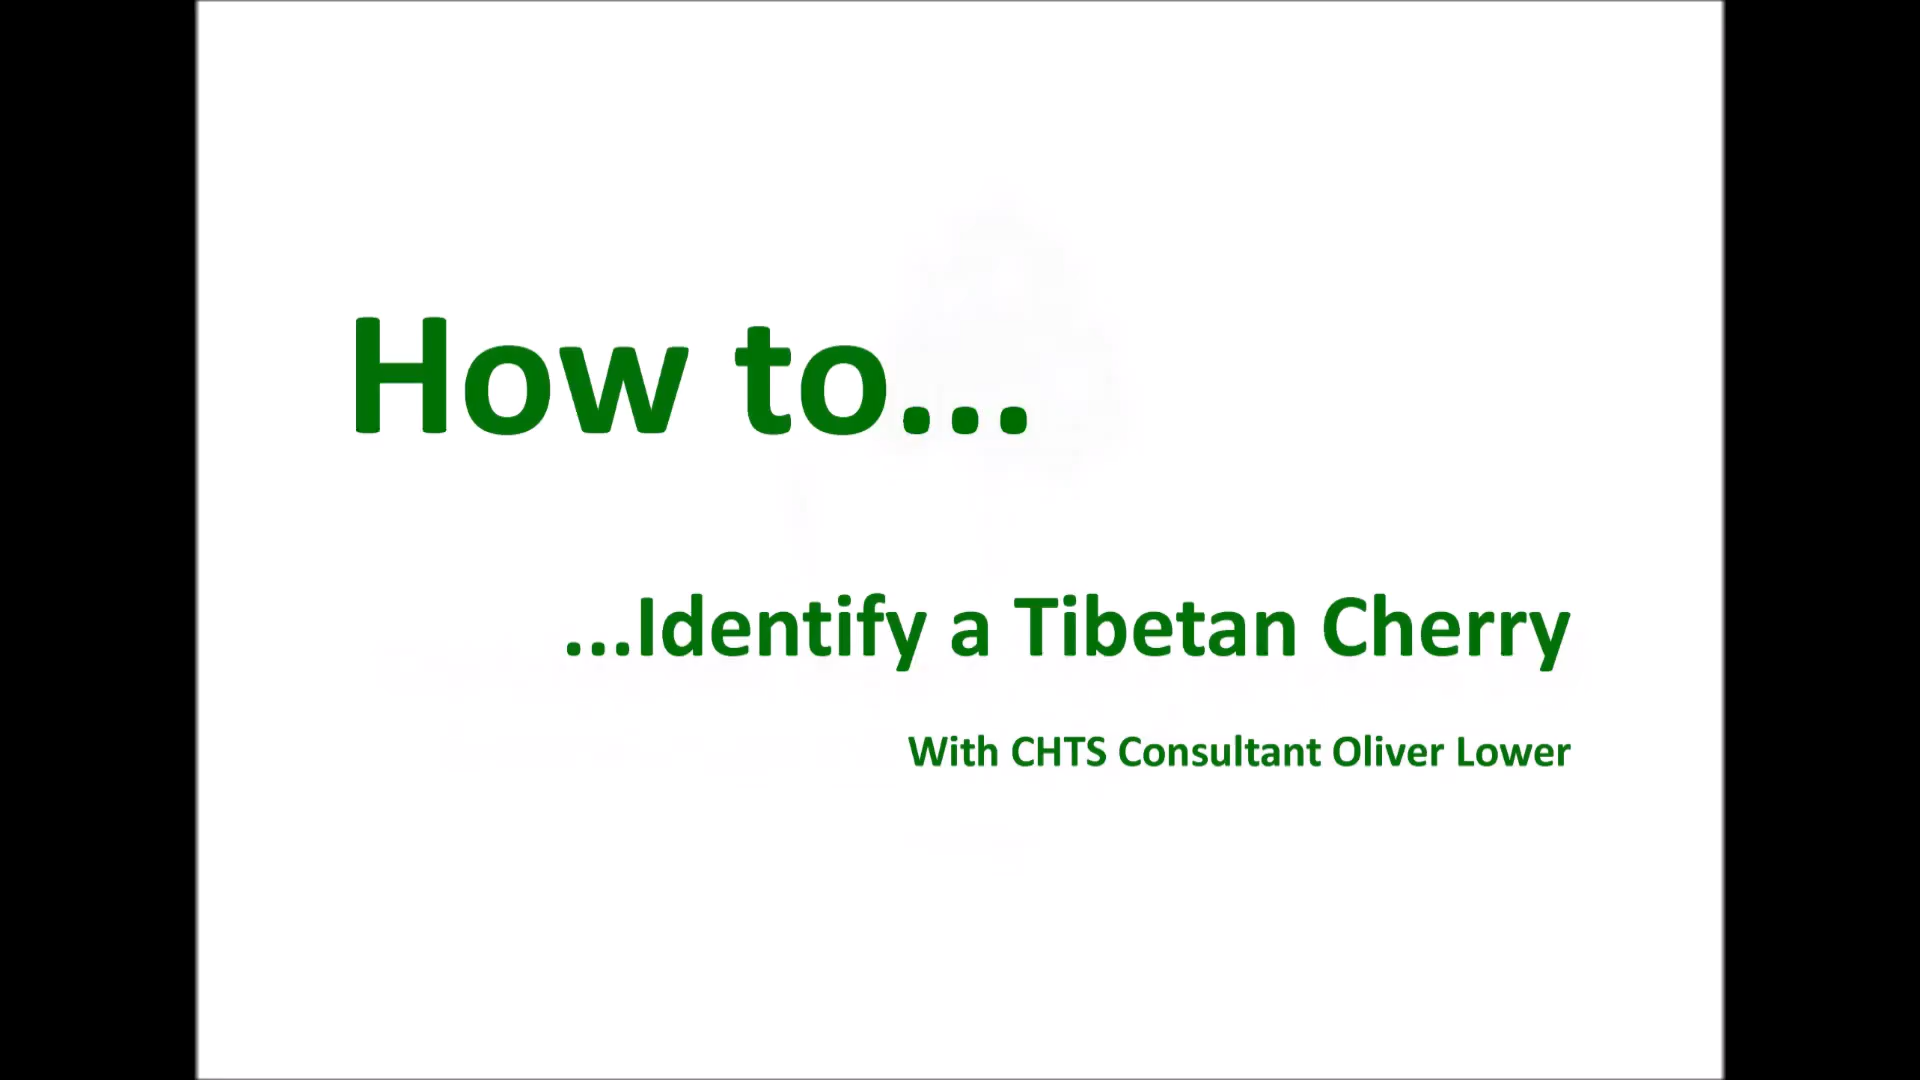 How to...
...Identify a Tibetan Cherry
With CHTS Consultant Oliver Lower